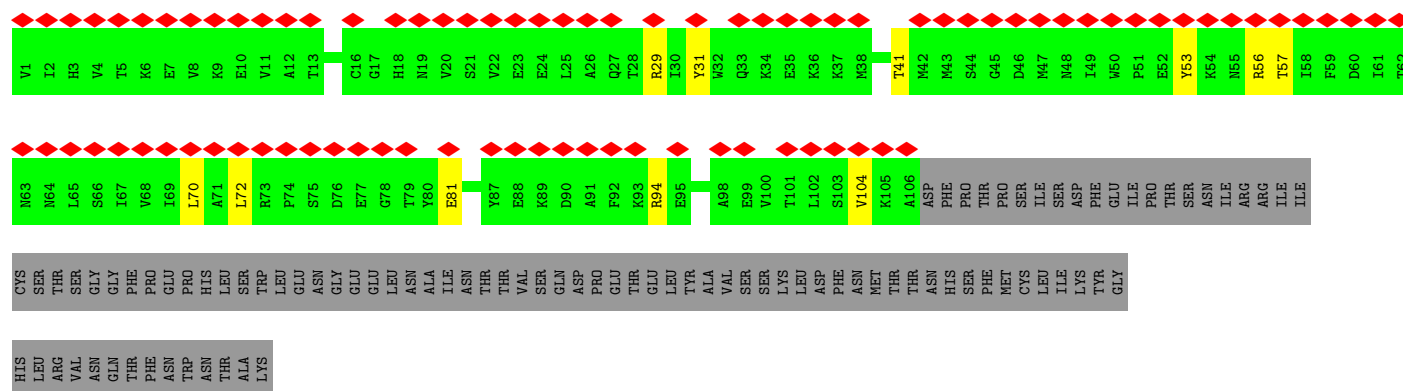 V1 I2 H3 V4 T5 K6 E7 V8 K9 E10 V11 A12 T13 C16 G17 H18 N19 V20 S21 V22 E23 E24 L25 A26 Q27 T28 R29 I30 Y31 W32 Q33 K34 E35 K36 K37 M38 T41 M42 M43 S44 G45 D46 M47 N48 I49 W50 P51 E52 Y53 K54 N55 R56 T57 I58 F59 D60 I61 T62
N63 N64 L65 S66 I67 V68 I69 L70 A71 L72 R73 P74 S75 D76 E77 G78 T79 Y80 E81 Y87 E88 K89 D90 A91 F92 K93 R94 E95 A98 E99 V100 T101 L102 S103 V104 K105 A106 ASP PHE PRO THR PRO SER ILE SER ASP PHE GLU ILE PRO THR SER ASN ILE ARG ARG ILE ILE
CYS SER THR SER GLY GLY PHE PRO GLU PRO HIS LEU SER TRP LEU GLU ASN GLY GLU GLU LEU ASN ALA ILE ASN THR THR VAL SER GLN ASP PRO GLU THR GLU LEU TYR ALA VAL SER SER LYS LEU ASP PHE ASN MET THR THR ASN HIS SER PHE MET CYS LEU ILE LYS TYR GLY
HIS LEU ARG VAL ASN GLN THR PHE ASN TRP ASN THR ALA LYS